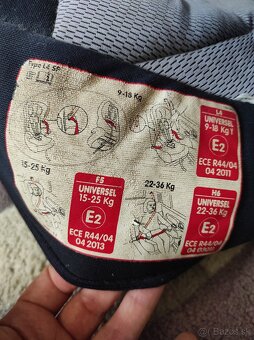 Type L4 SP
9-18 Kg
L4
UNIVERSEL
9-18 Kg Y
E2
ECE R44/04
04 2011
15-25 Kg
F5
UNIVERSEL
15-25 Kg
E2
ECE R44/04
04 2013
22-36 Kg
H6
UNIVERSEL
22-36 Kg
E2
ECE R44/04
bazos.sk